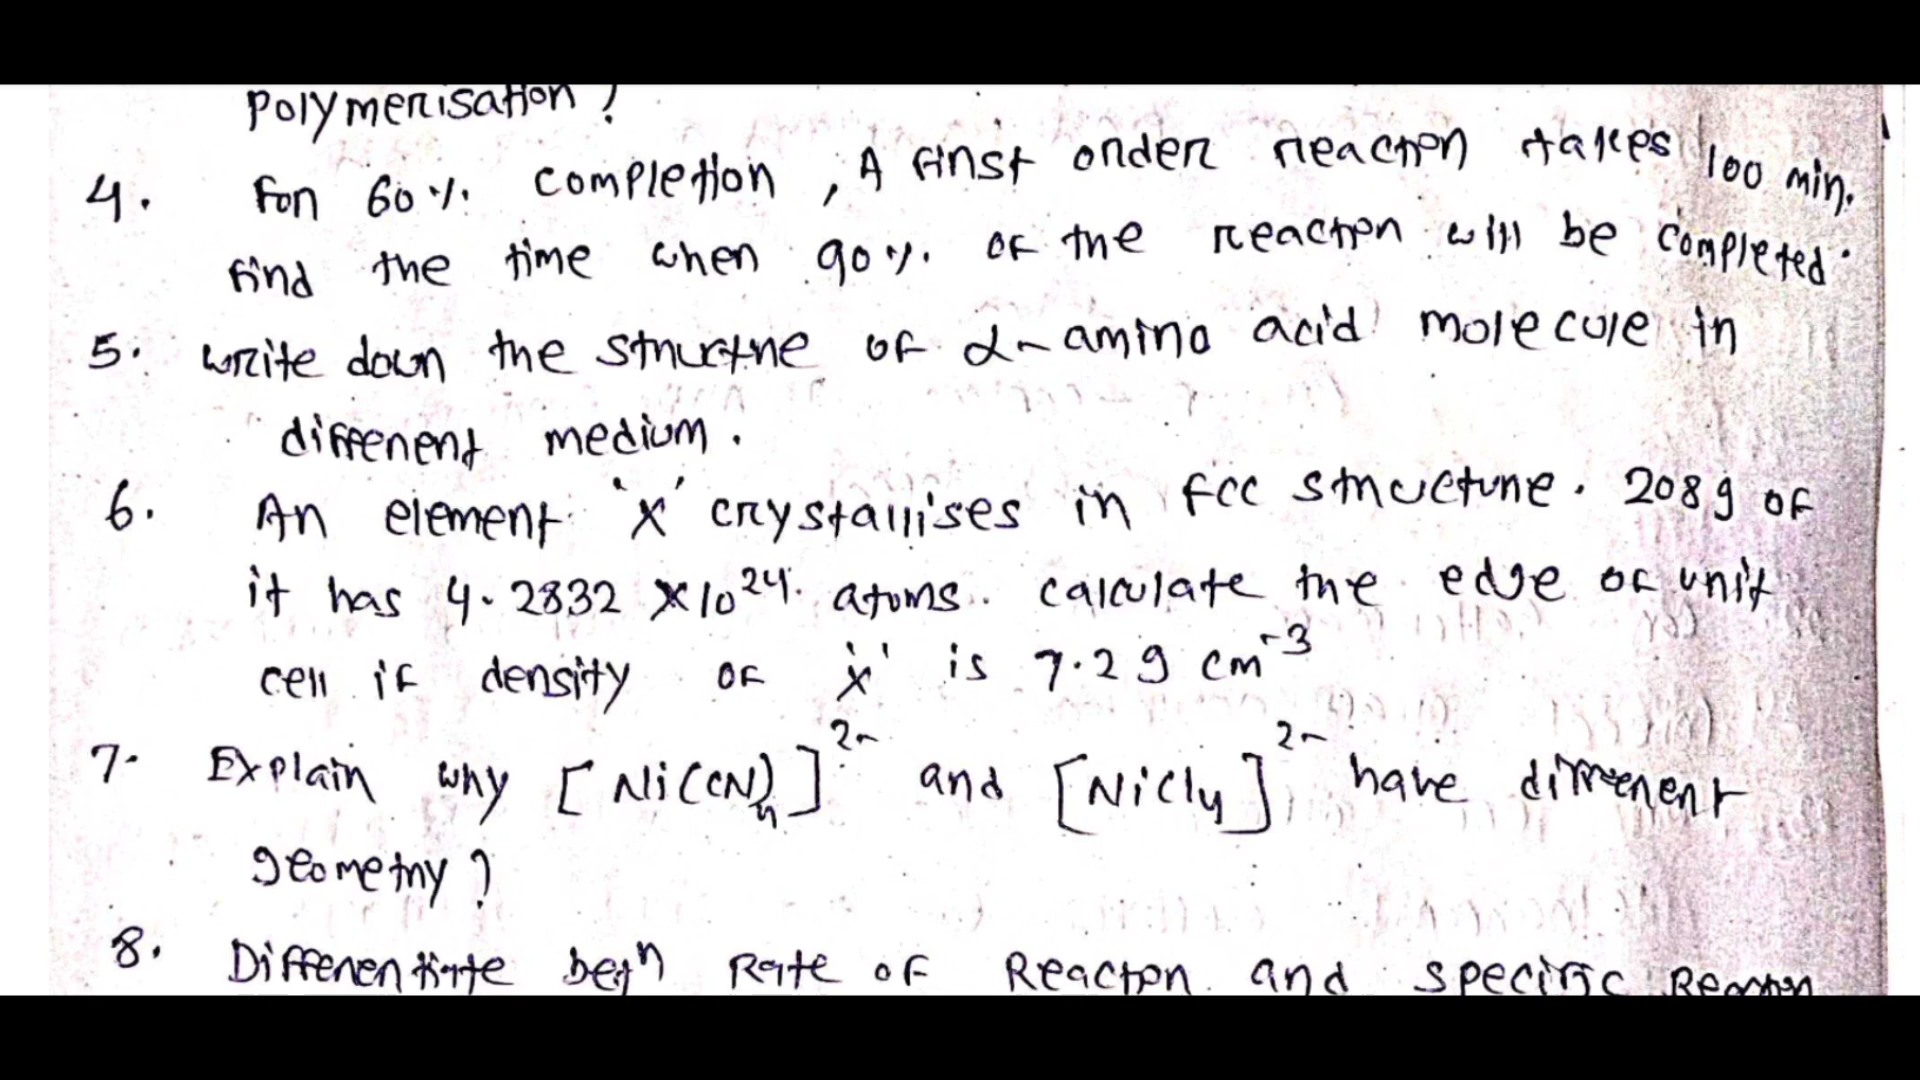 Polymerisation ?
4. For 60 %. completion , A first order reaction takes 100 min.
find the time when 90 %. of the reaction will be completed.
5. write down the structure of α-amino acid molecule in
different medium.
6. An element 'x' crystallises in fcc structure. 208 g of
it has 4.2832 × 10²⁴ atoms. calculate the edge of unit
cell if density of 'x' is 7.2 g cm⁻³
7. Explain why [Ni(CN)₄]²⁻ and [NiCl₄]²⁻ have different
geometry ?
8. Differentiate betⁿ Rate of Reaction and specific Reaction